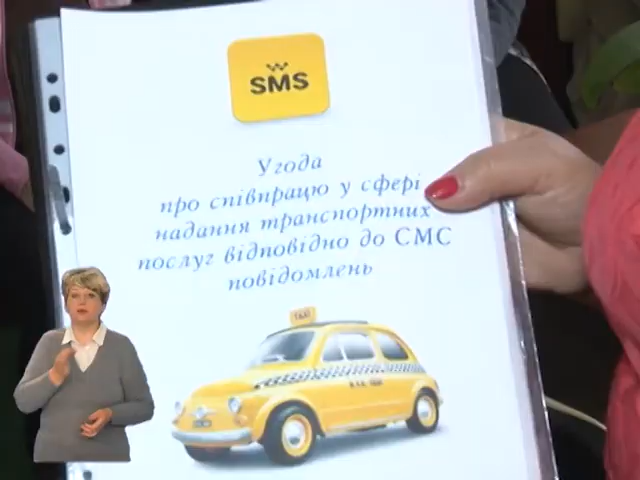 SMS
Угода
про співпрацю у сфері
надання транспортних
послуг відповідно до СМС
повідомлень
TAXI